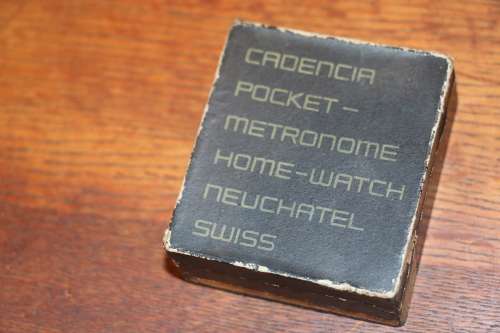 CADENCIA
POCKET-
METRONOME
HOME-WATCH
NEUCHATEL
SWISS